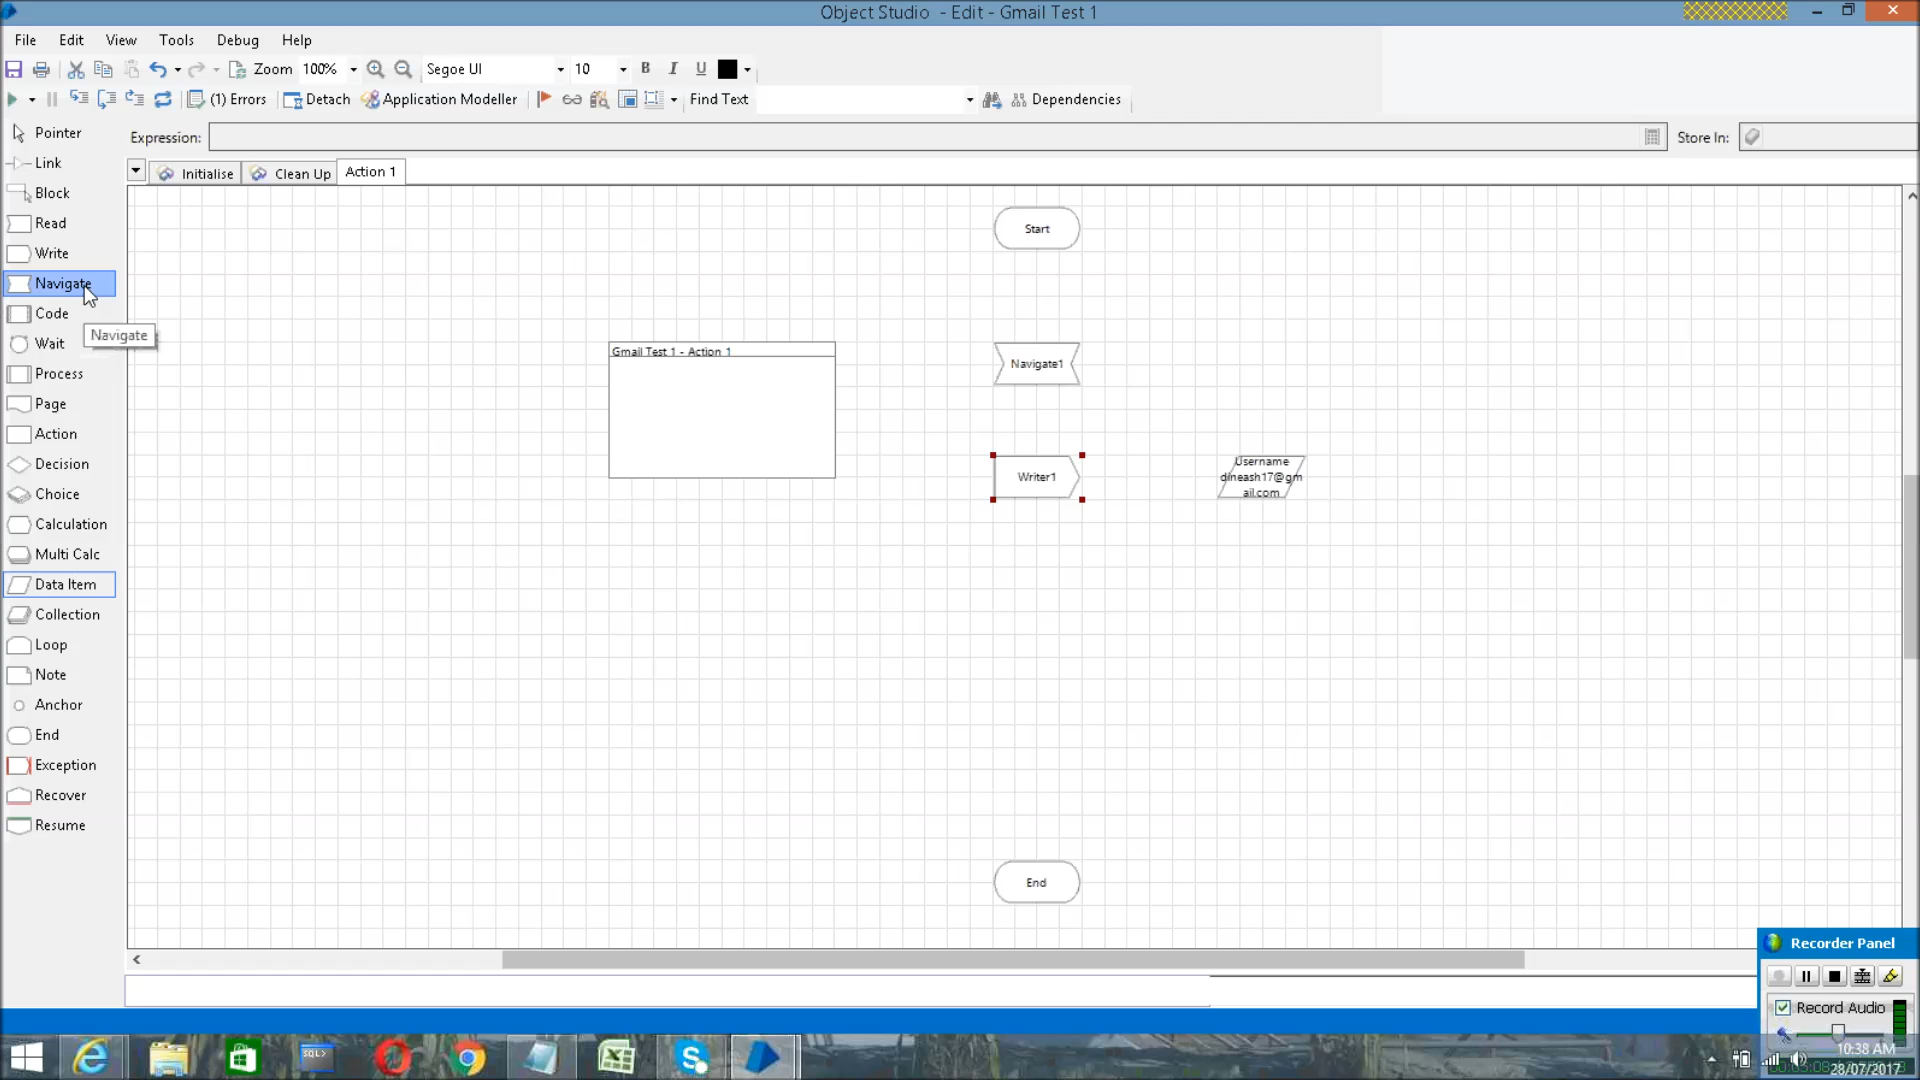 Object Studio - Edit - Gmail Test 1
File Edit View Tools Debug Help
Zoom 100% Segoe UI 10 B I U
(1) Errors Detach Application Modeller Find Text Dependencies
Pointer
Expression: Store In:
Link
Initialise Clean Up Action 1
Block
Read
Write
Navigate
Code
Navigate
Wait
Process
Page
Action
Decision
Choice
Calculation
Multi Calc
Data Item
Collection
Loop
Note
Anchor
End
Exception
Recover
Resume
Start
Gmail Test 1 - Action 1
Navigate1
Writer1
Username
dineash17@gm
ail.com
End
Recorder Panel
Record Audio
SQL>
10:38 AM
28/07/2017